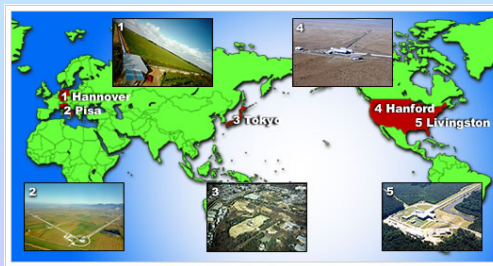 1
4
1 Hannover
2 Pisa
3 Tokyo
4 Hanford
5 Livingston
2
3
5